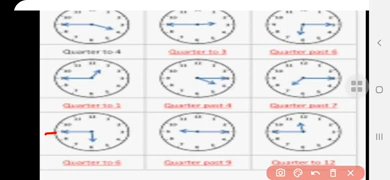 Quarter to 4
Quarter to 3
Quarter past 6
Quarter to 1
Quarter past 4
Quarter past 7
Quarter to 6
Quarter past 9
Quarter to 12